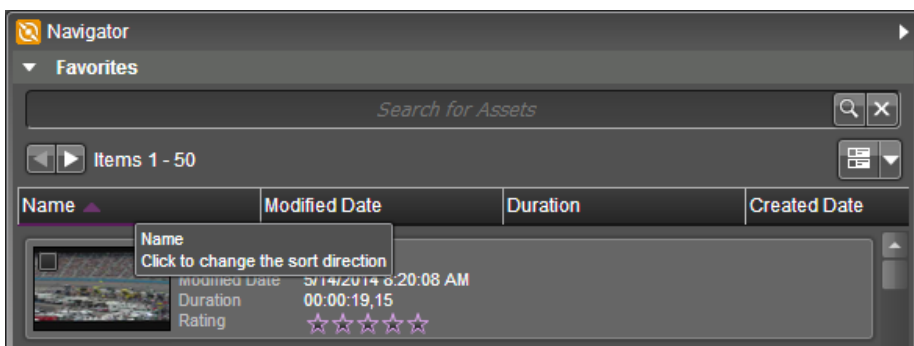 Navigator
Favorites
Search for Assets
Items 1 - 50
Name Modified Date Duration Created Date
Name
Click to change the sort direction
Modified Date 5/14/2014 8:20:08 AM
Duration 00:00:19,15
Rating